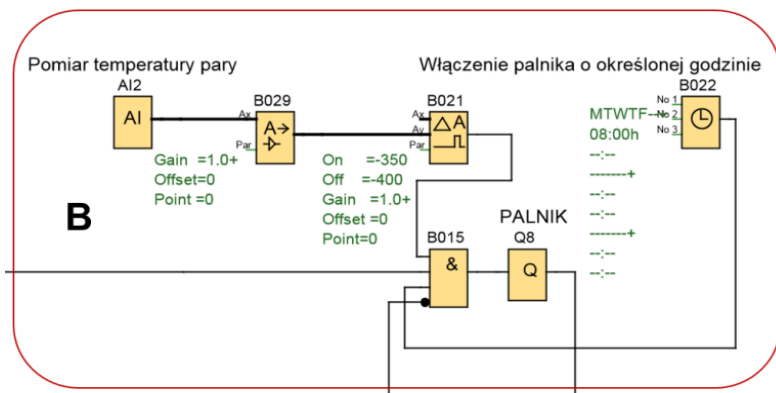 Pomiar temperatury pary
AI2
AI
B029
Ax
A→
Par
Gain =1.0+
Offset=0
Point =0
B021
Ax
Ay
Par
ΔA
On =-350
Off =-400
Gain =1.0+
Offset =0
Point=0
Włączenie palnika o określonej godzinie
B022
No 1
No 2
No 3
MTWTF--
08:00h
--:--
-------+
--:--
--:--
-------+
--:--
--:--
B
B015
&
PALNIK
Q8
Q